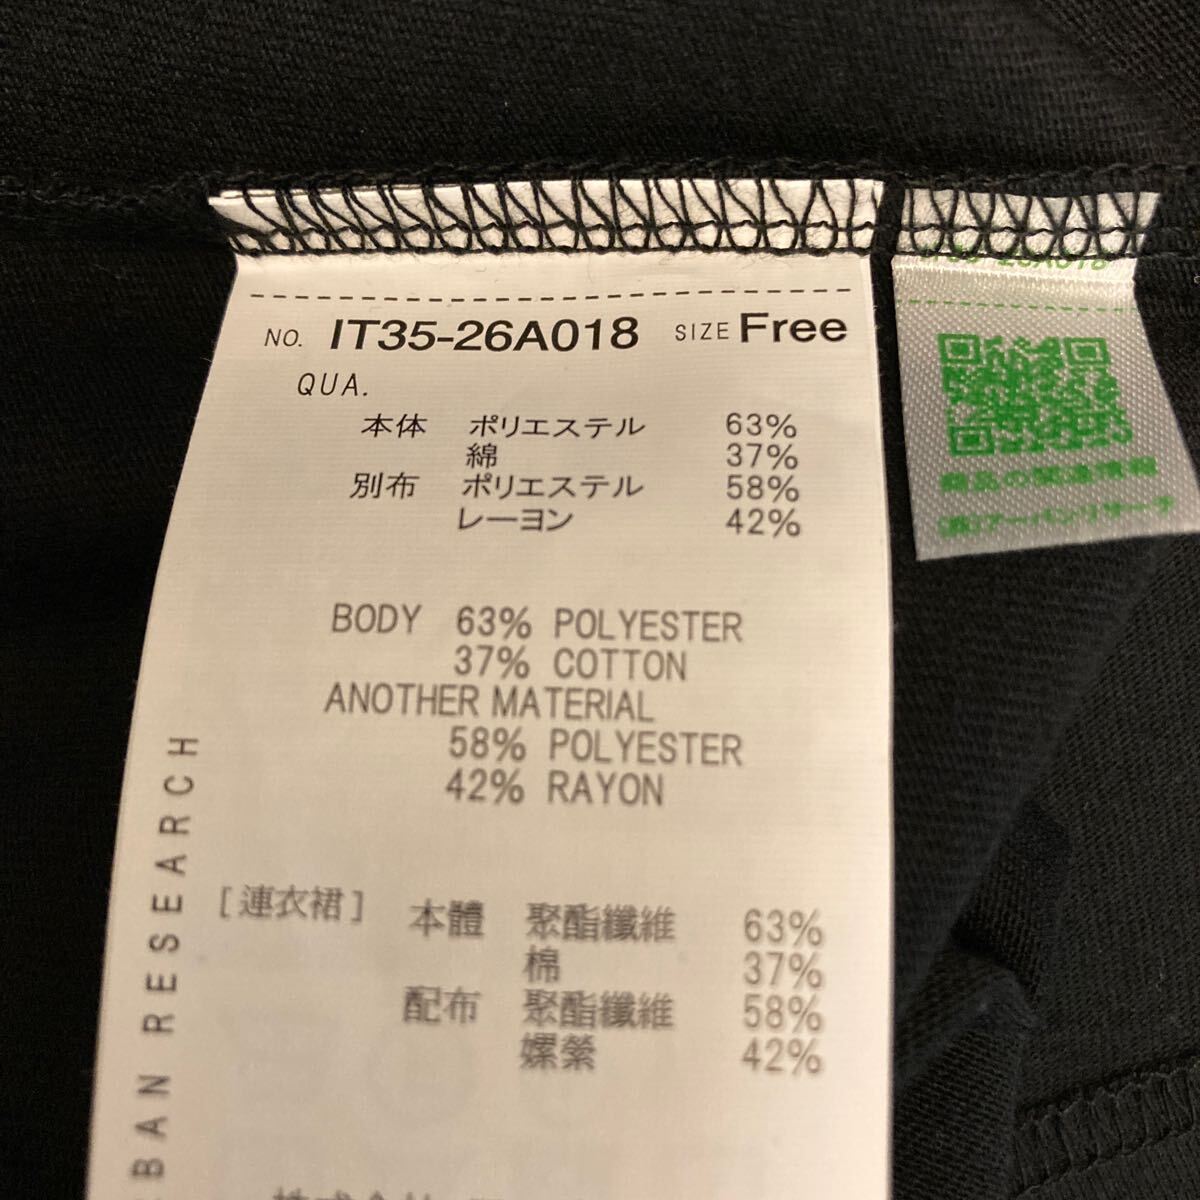 NO. IT35-26A018 SIZE Free
QUA.
本体 ポリエステル 63%
綿 37%
別布 ポリエステル 58%
レーヨン 42%
BODY 63% POLYESTER
37% COTTON
ANOTHER MATERIAL
58% POLYESTER
42% RAYON
[連衣裙] 本體 聚酯纖維 63%
棉 37%
配布 聚酯纖維 58%
嫘縈 42%
BAN RESEARCH
IT35-26A018
商品の関連情報
(株)アーバンリサーチ